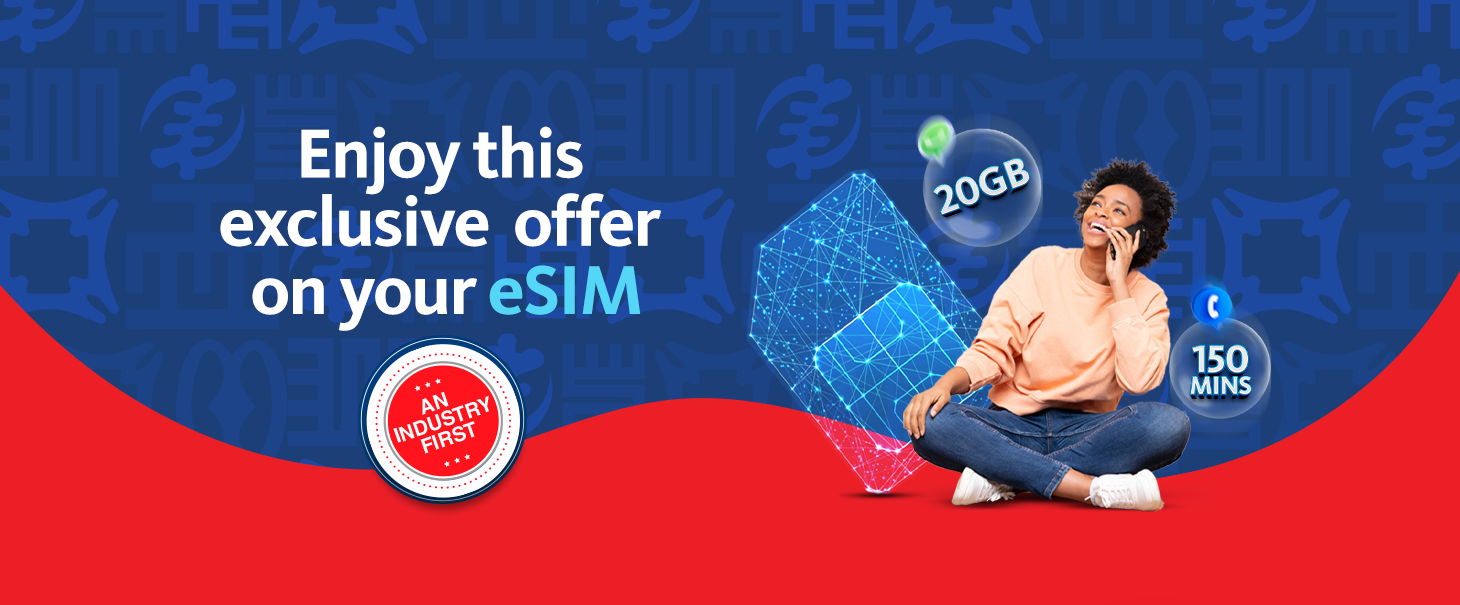 Enjoy this
exclusive offer
on your eSIM
AN
INDUSTRY
FIRST
20GB
150
MINS